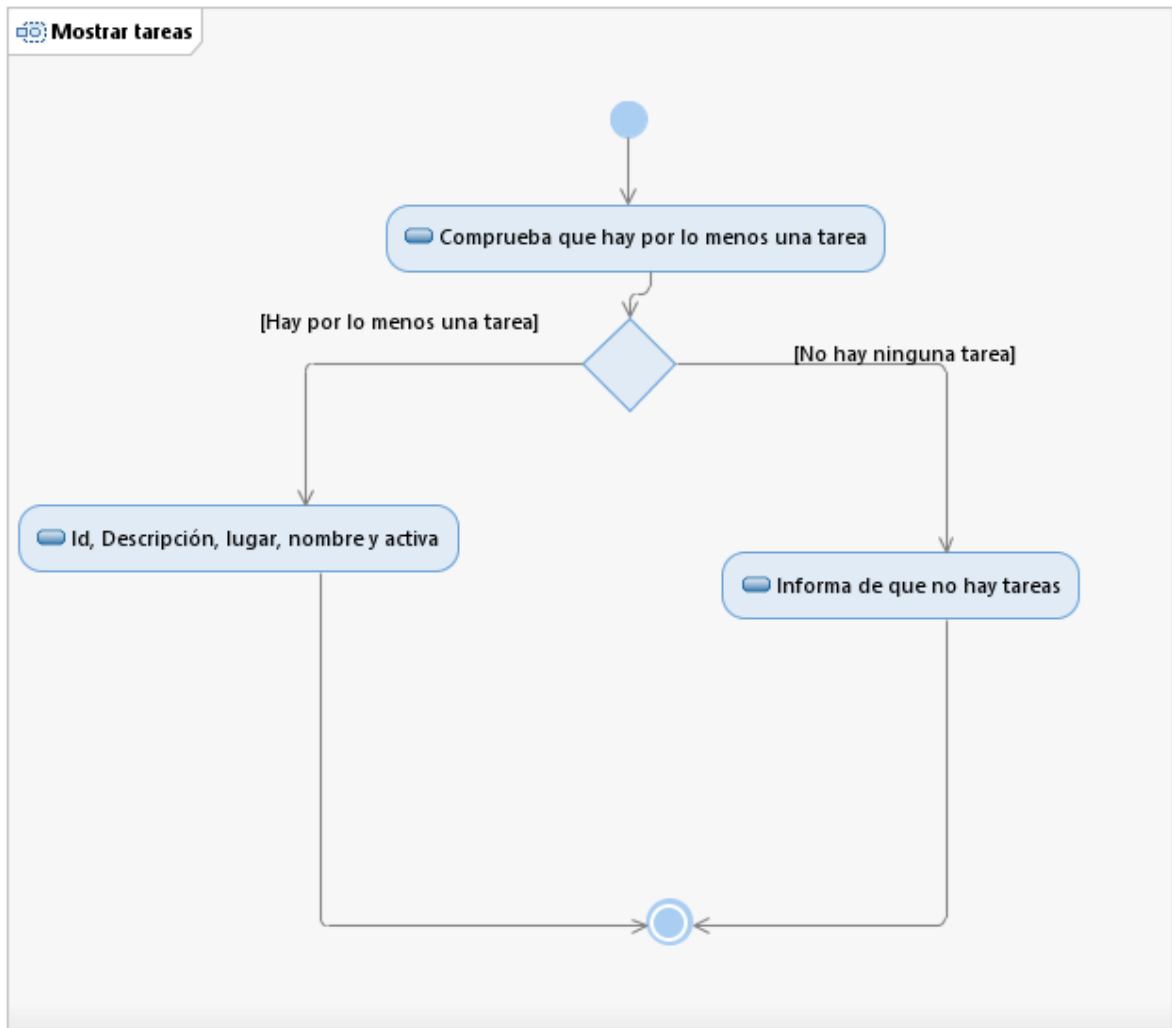 Mostrar tareas
Comprueba que hay por lo menos una tarea
[Hay por lo menos una tarea]
[No hay ninguna tarea]
Id, Descripción, lugar, nombre y activa
Informa de que no hay tareas